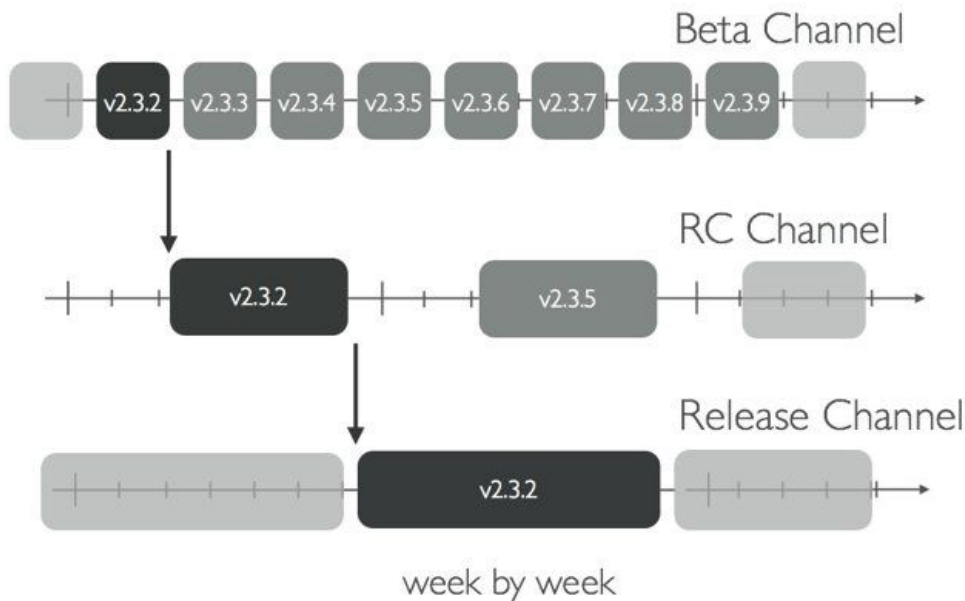 Beta Channel
v2.3.2 v2.3.3 v2.3.4 v2.3.5 v2.3.6 v2.3.7 v2.3.8 v2.3.9
RC Channel
v2.3.2 v2.3.5
Release Channel
v2.3.2
week by week